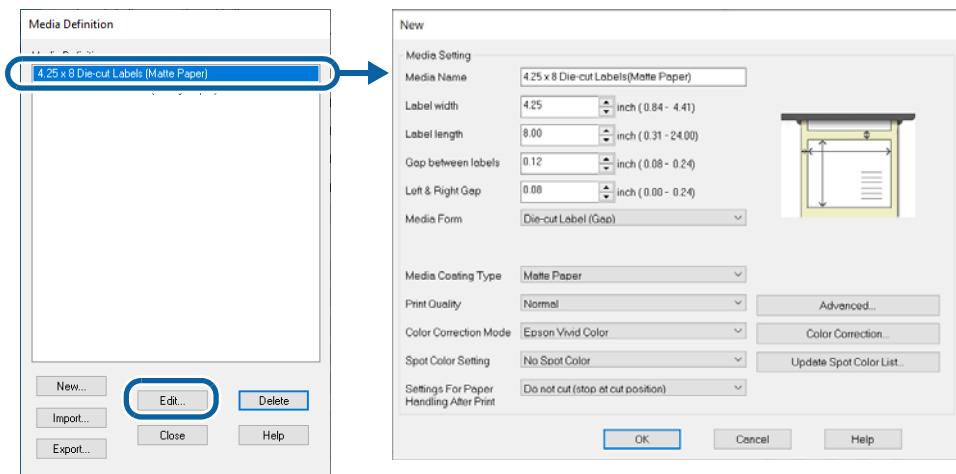 Media Definition
4.25 x 8 Die-cut Labels (Matte Paper)
New...
Edit...
Delete
Import...
Close
Help
Export...
New
Media Setting
Media Name
4.25 x 8 Die-cut Labels(Matte Paper)
Label width
4.25
inch ( 0.84 - 4.41)
Label length
8.00
inch ( 0.31 - 24.00)
Gap between labels
0.12
inch ( 0.08 - 0.24)
Left & Right Gap
0.08
inch ( 0.00 - 0.24)
Media Form
Die-cut Label (Gap)
Media Coating Type
Matte Paper
Print Quality
Normal
Advanced...
Color Correction Mode
Epson Vivid Color
Color Correction...
Spot Color Setting
No Spot Color
Update Spot Color List...
Settings For Paper
Handling After Print
Do not cut (stop at cut position)
OK
Cancel
Help